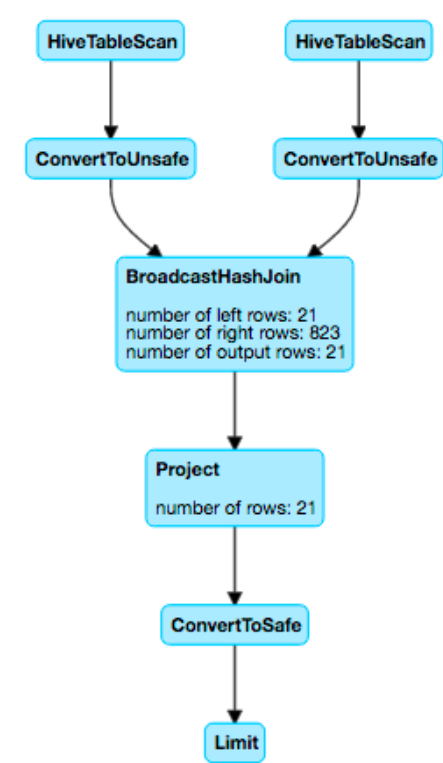 HiveTableScan
HiveTableScan
ConvertToUnsafe
ConvertToUnsafe
BroadcastHashJoin
number of left rows: 21
number of right rows: 823
number of output rows: 21
Project
number of rows: 21
ConvertToSafe
Limit